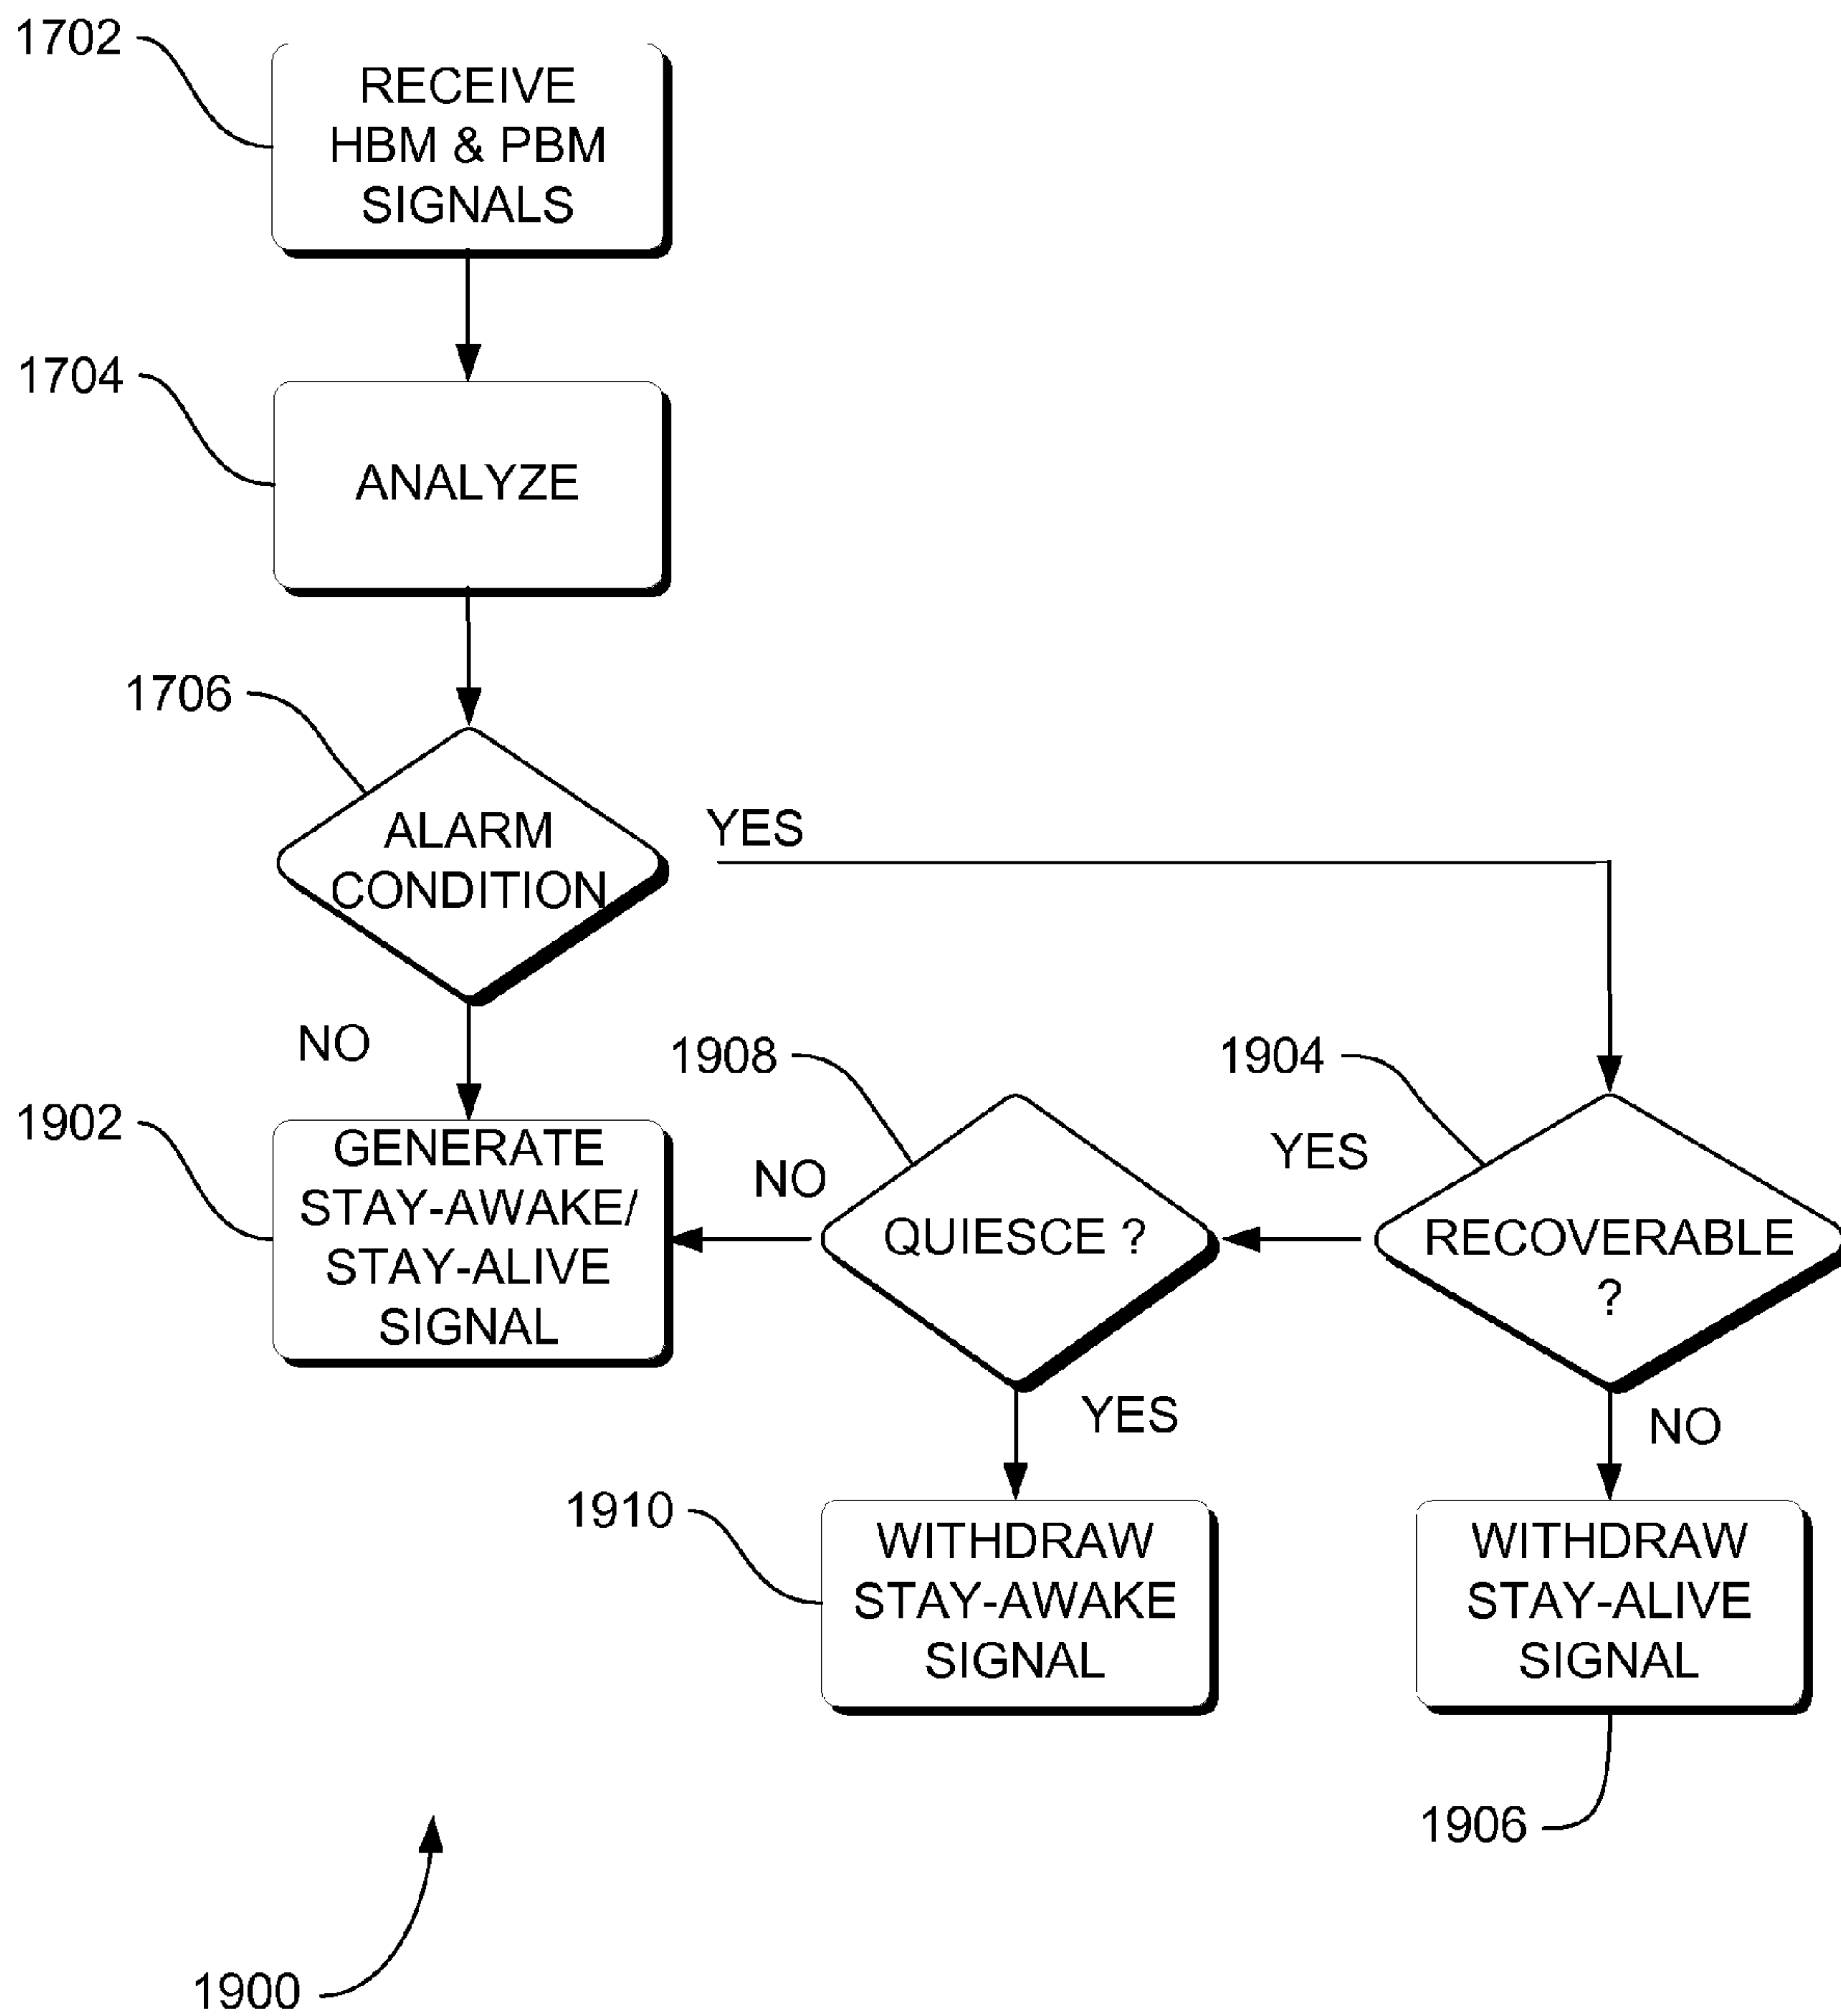 1702
RECEIVE
HBM & PBM
SIGNALS
1704
ANALYZE
1706
ALARM
CONDITION
YES
NO
1902
GENERATE
STAY-AWAKE/
STAY-ALIVE
SIGNAL
1908
NO
QUIESCE ?
YES
1904
YES
RECOVERABLE
?
NO
1910
WITHDRAW
STAY-AWAKE
SIGNAL
WITHDRAW
STAY-ALIVE
SIGNAL
1906
1900